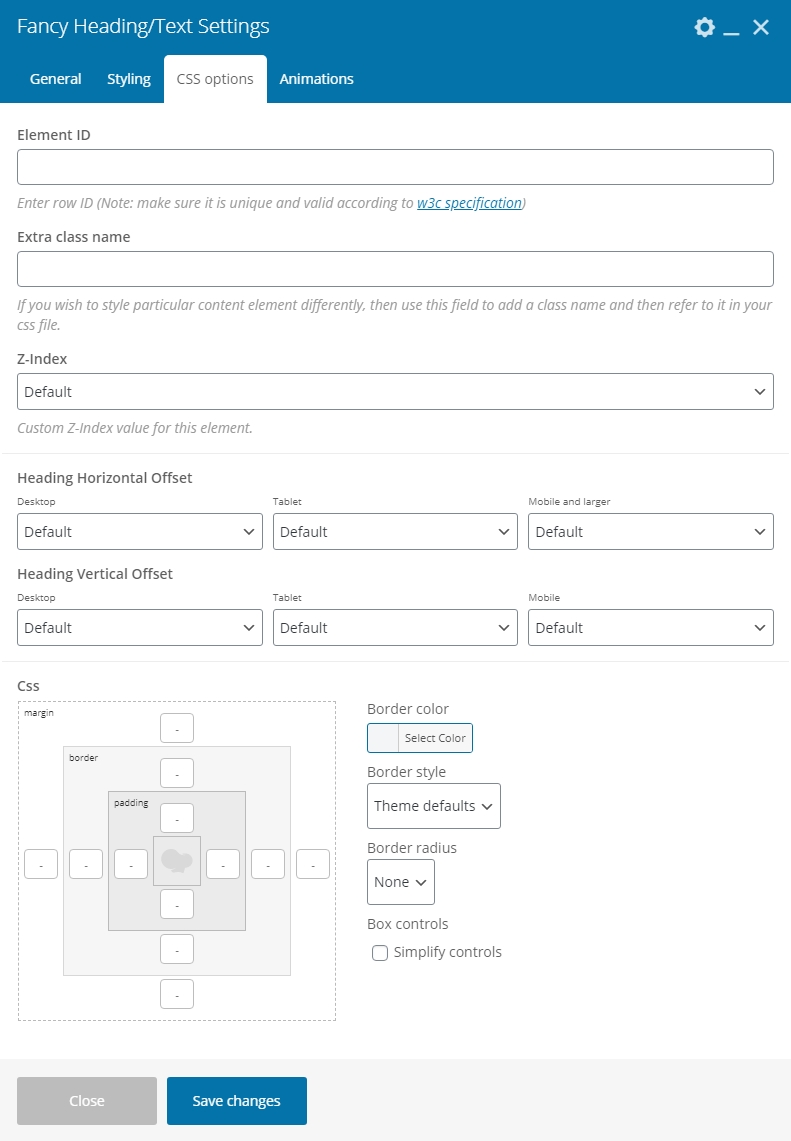 Fancy Heading/Text Settings
General Styling CSS options Animations
Element ID
Enter row ID (Note: make sure it is unique and valid according to w3c specification)
Extra class name
If you wish to style particular content element differently, then use this field to add a class name and then refer to it in your
css file.
Z-Index
Default
Custom Z-Index value for this element.
Heading Horizontal Offset
Desktop Tablet Mobile and larger
Default Default Default
Heading Vertical Offset
Desktop Tablet Mobile
Default Default Default
Css
margin
-
border
-
padding
-
- - - - - -
-
-
-
Border color
Select Color
Border style
Theme defaults
Border radius
None
Box controls
Simplify controls
Close Save changes